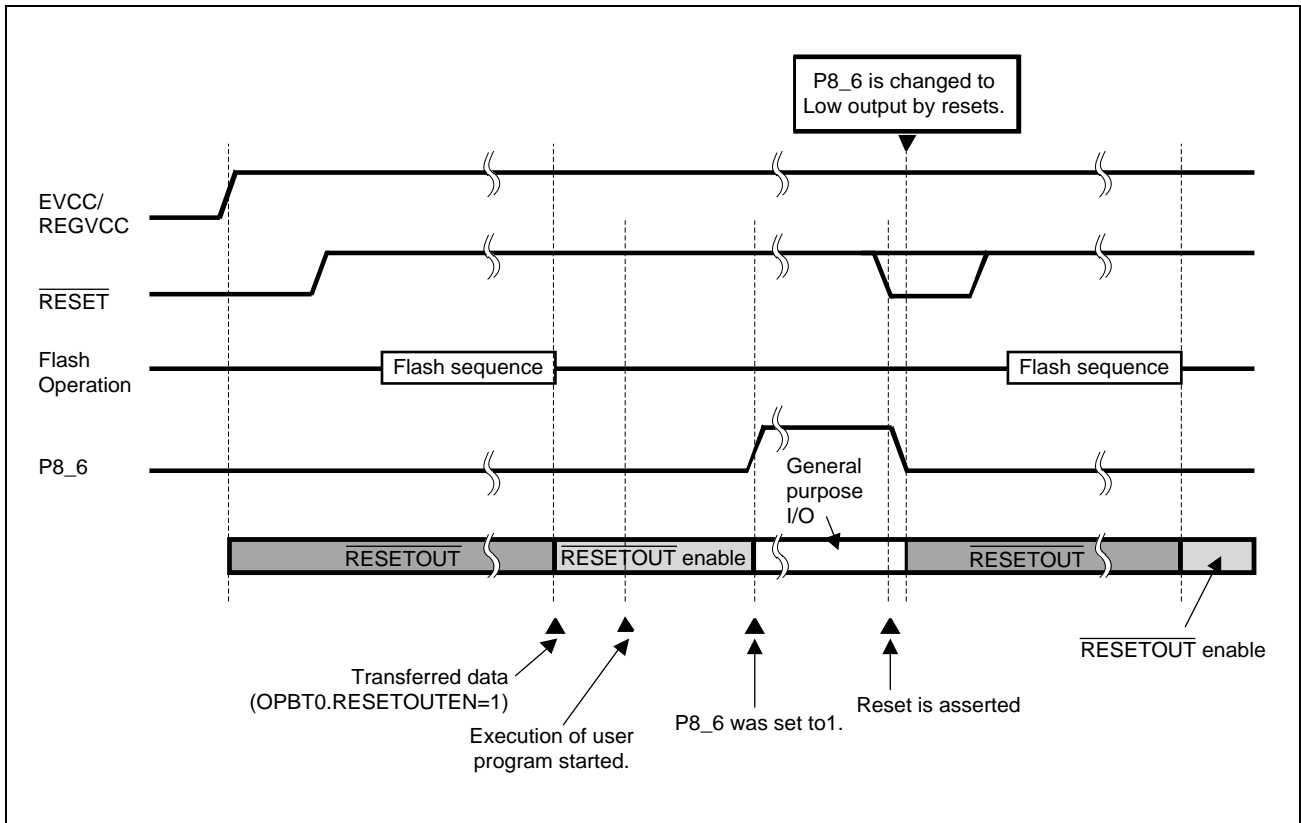 P8_6 is changed to
Low output by resets.
EVCC/
REGVCC
RESET
Flash
Operation
Flash sequence
Flash sequence
P8_6
General
purpose
I/O
RESETOUT
RESETOUT enable
RESETOUT
RESETOUT enable
Transferred data
(OPBT0.RESETOUTEN=1)
Execution of user
program started.
P8_6 was set to1.
Reset is asserted